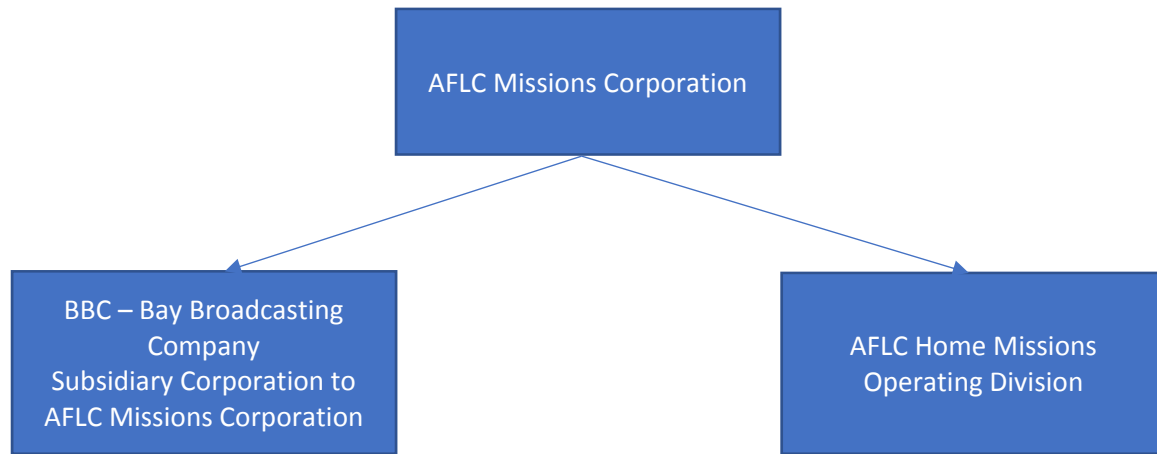 AFLC Missions Corporation
BBC – Bay Broadcasting
Company
Subsidiary Corporation to
AFLC Missions Corporation
AFLC Home Missions
Operating Division